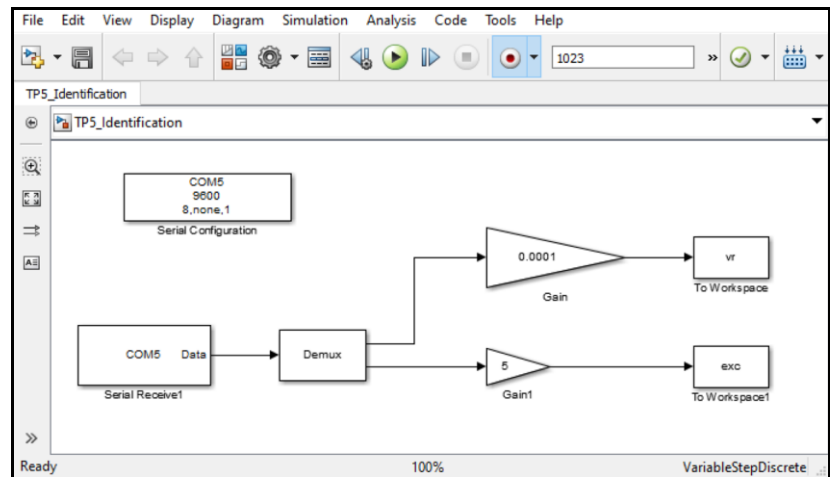 File Edit View Display Diagram Simulation Analysis Code Tools Help
1023
TP5_Identification
TP5_Identification
COM5
9600
8,none,1
Serial Configuration
0.0001
Gain
vr
To Workspace
COM5 Data
Serial Receive1
Demux
5
Gain1
exc
To Workspace1
Ready 100% VariableStepDiscrete